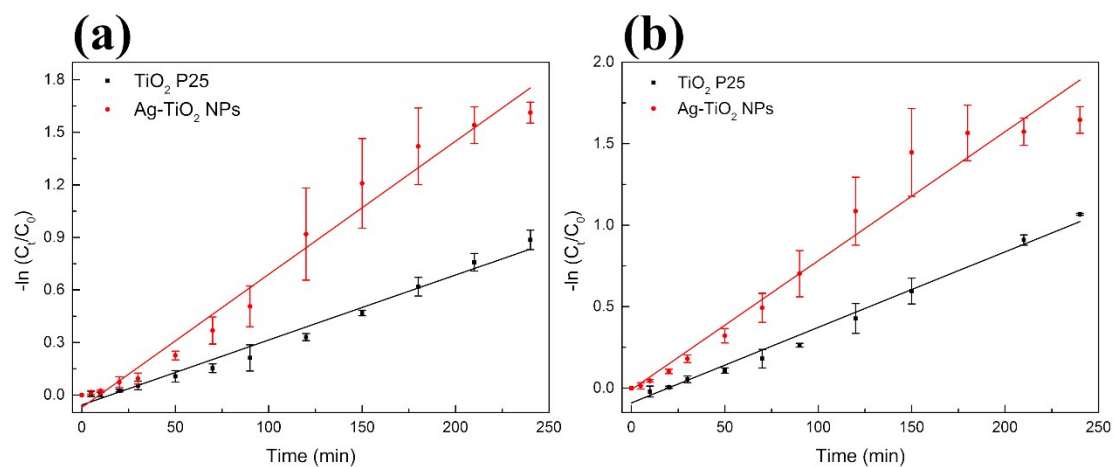 (a)
TiO2 P25
Ag-TiO2 NPs
1.8
1.5
1.2
0.9
0.6
0.3
0.0
-ln (Ct/C0)
0 50 100 150 200 250
Time (min)
(b)
TiO2 P25
Ag-TiO2 NPs
2.0
1.5
1.0
0.5
0.0
-ln (Ct/C0)
0 50 100 150 200 250
Time (min)